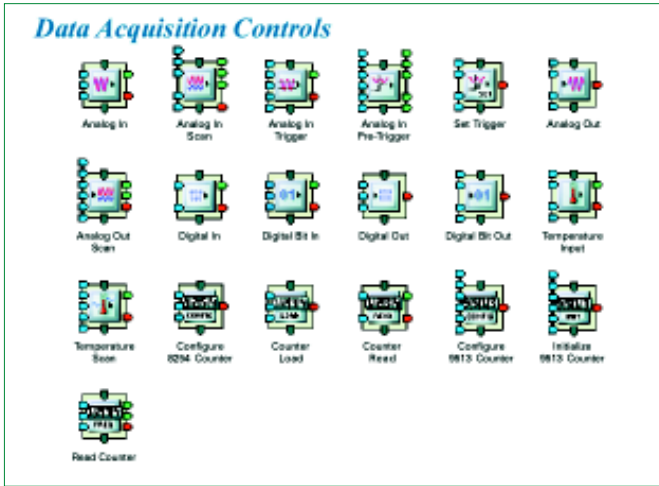 Data Acquisition Controls
Analog In
Analog In
Scan
Analog In
Trigger
Analog In
Pre-Trigger
Set Trigger
Analog Out
Analog Out
Scan
Digital In
Digital Bit In
Digital Out
Digital Bit Out
Temperature
Input
Temperature
Scan
Configure
8254 Counter
Counter
Load
Counter
Read
Configure
9513 Counter
Initialize
9513 Counter
Read Counter